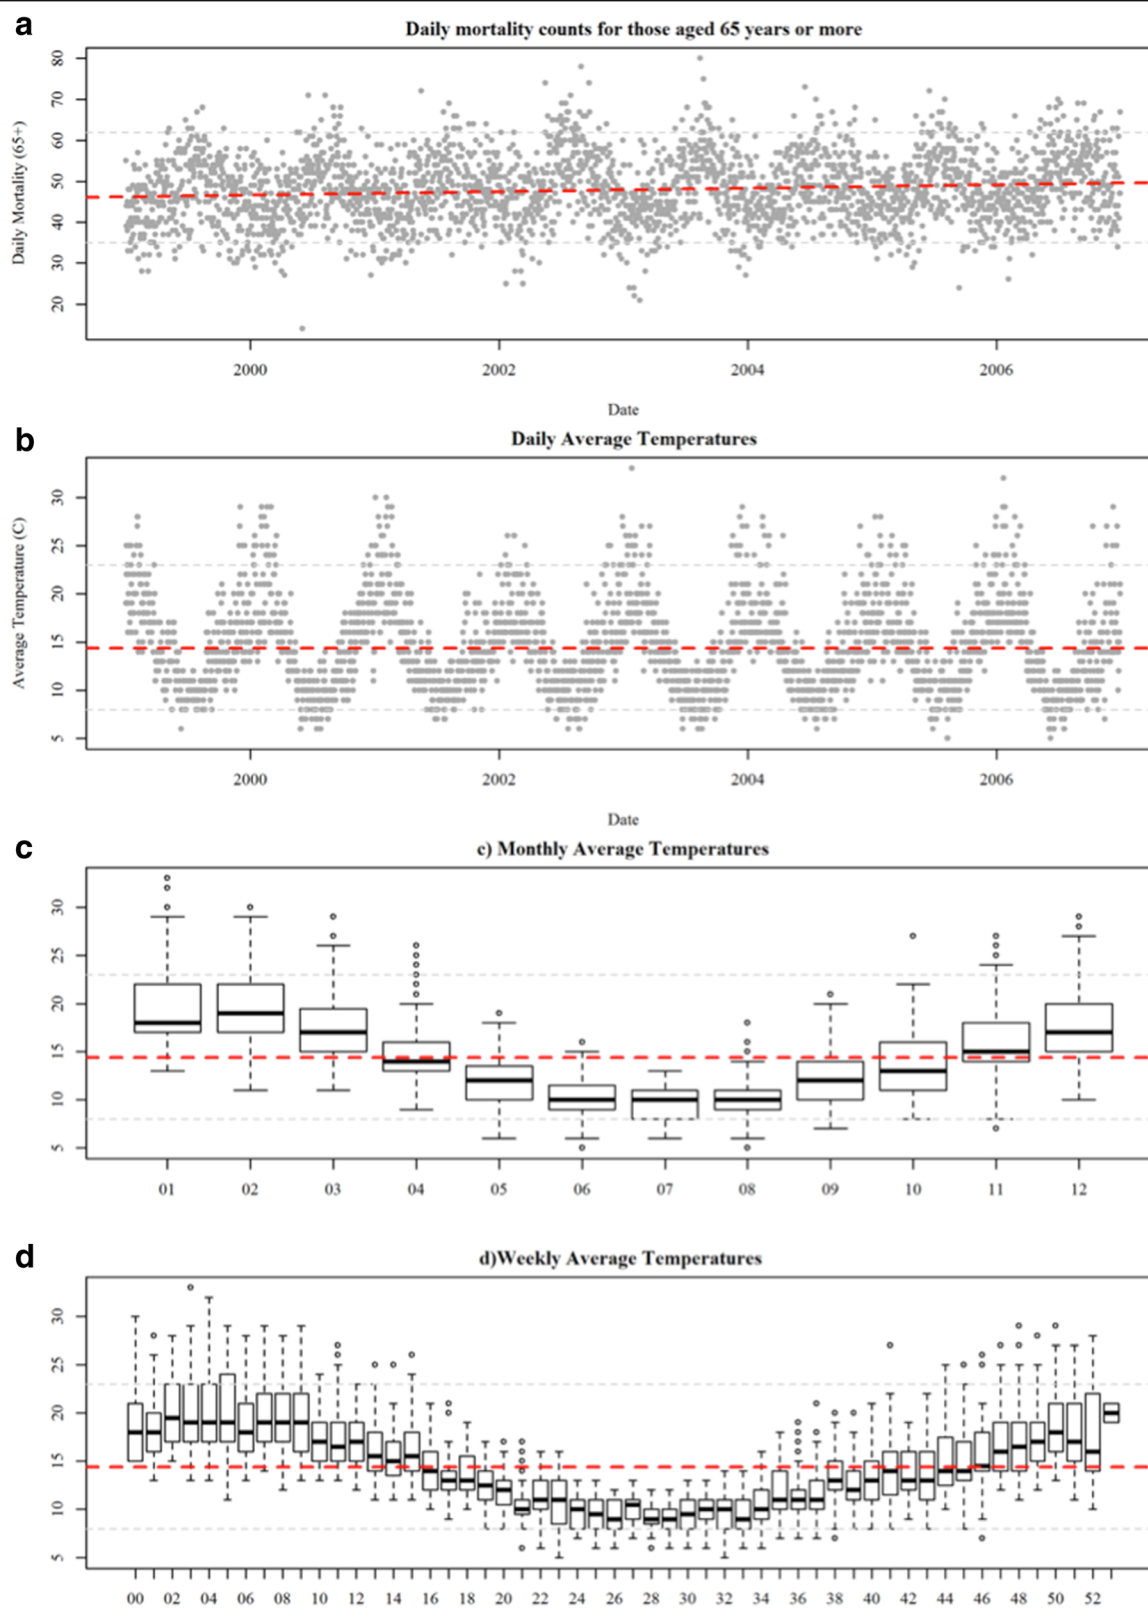 a
Daily mortality counts for those aged 65 years or more
Daily Mortality (65+)
80
70
60
50
40
30
20
2000 2002 2004 2006
Date
b
Daily Average Temperatures
Average Temperature (C)
30
25
20
15
10
5
2000 2002 2004 2006
Date
c
c) Monthly Average Temperatures
30
25
20
15
10
5
01 02 03 04 05 06 07 08 09 10 11 12
d
d)Weekly Average Temperatures
30
25
20
15
10
5
00 02 04 06 08 10 12 14 16 18 20 22 24 26 28 30 32 34 36 38 40 42 44 46 48 50 52